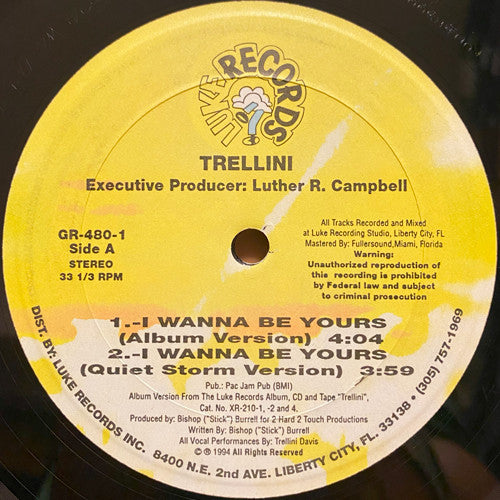 LUKE RECORDS
TRELLINI
Executive Producer: Luther R. Campbell
GR-480-1
Side A
STEREO
33 1/3 RPM
All Tracks Recorded and Mixed
at Luke Recording Studio, Liberty City, FL
Mastered By: Fullersound,Miami, Florida
Warning:
Unauthorized reproduction of
this recording is prohibited
by Federal law and subject
to criminal prosecution
1.-I WANNA BE YOURS
(Album Version) 4:04
2.-I WANNA BE YOURS
(Quiet Storm Version) 3:59
Pub.: Pac Jam Pub (BMI)
Album Version From The Luke Records Album, CD and Tape "Trellini",
Cat. No. XR-210-1, -2 and 4.
Produced by: Bishop ("Stick") Burrell for 2 Hard 2 Touch Productions
Written By: Bishop ("Stick") Burrell
All Vocal Performances By: Trellini Davis
© ℗ 1994 All Rights Reserved
DIST. BY: LUKE RECORDS INC. 8400 N.E. 2nd AVE. LIBERTY CITY, FL. 33138 • (305) 757-1969